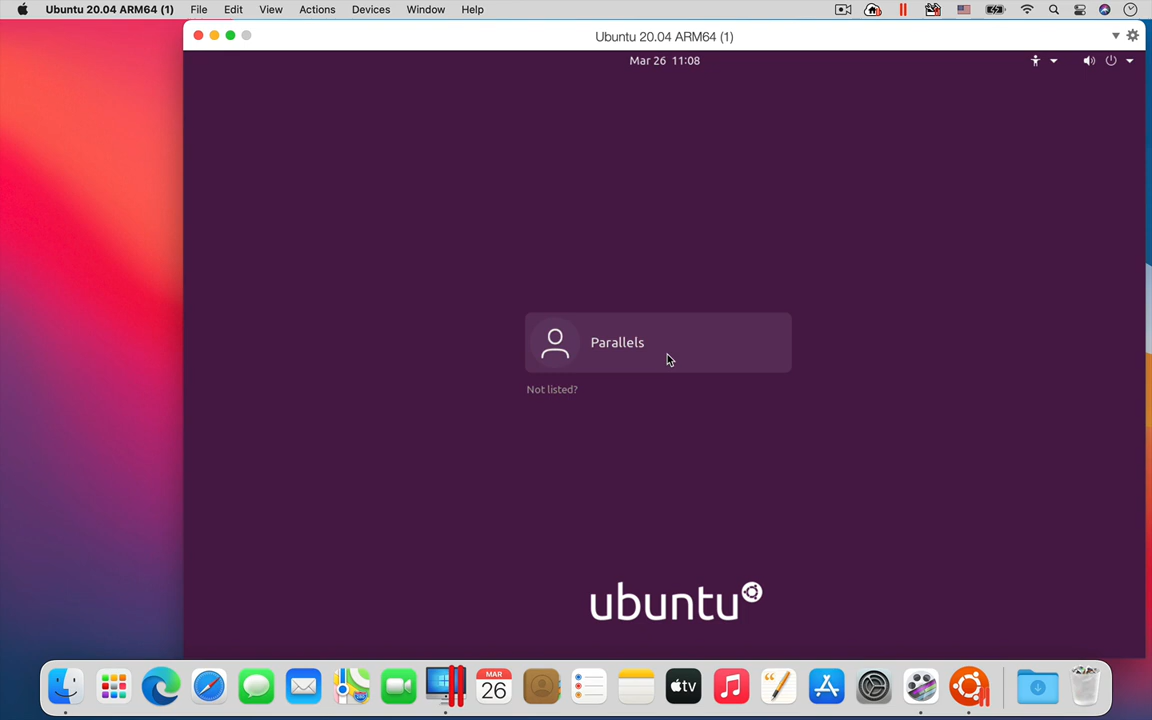 Ubuntu 20.04 ARM64 (1) File Edit View Actions Devices Window Help
Ubuntu 20.04 ARM64 (1)
Mar 26 11:08
Parallels
Not listed?
ubuntu
MAR
26
tv